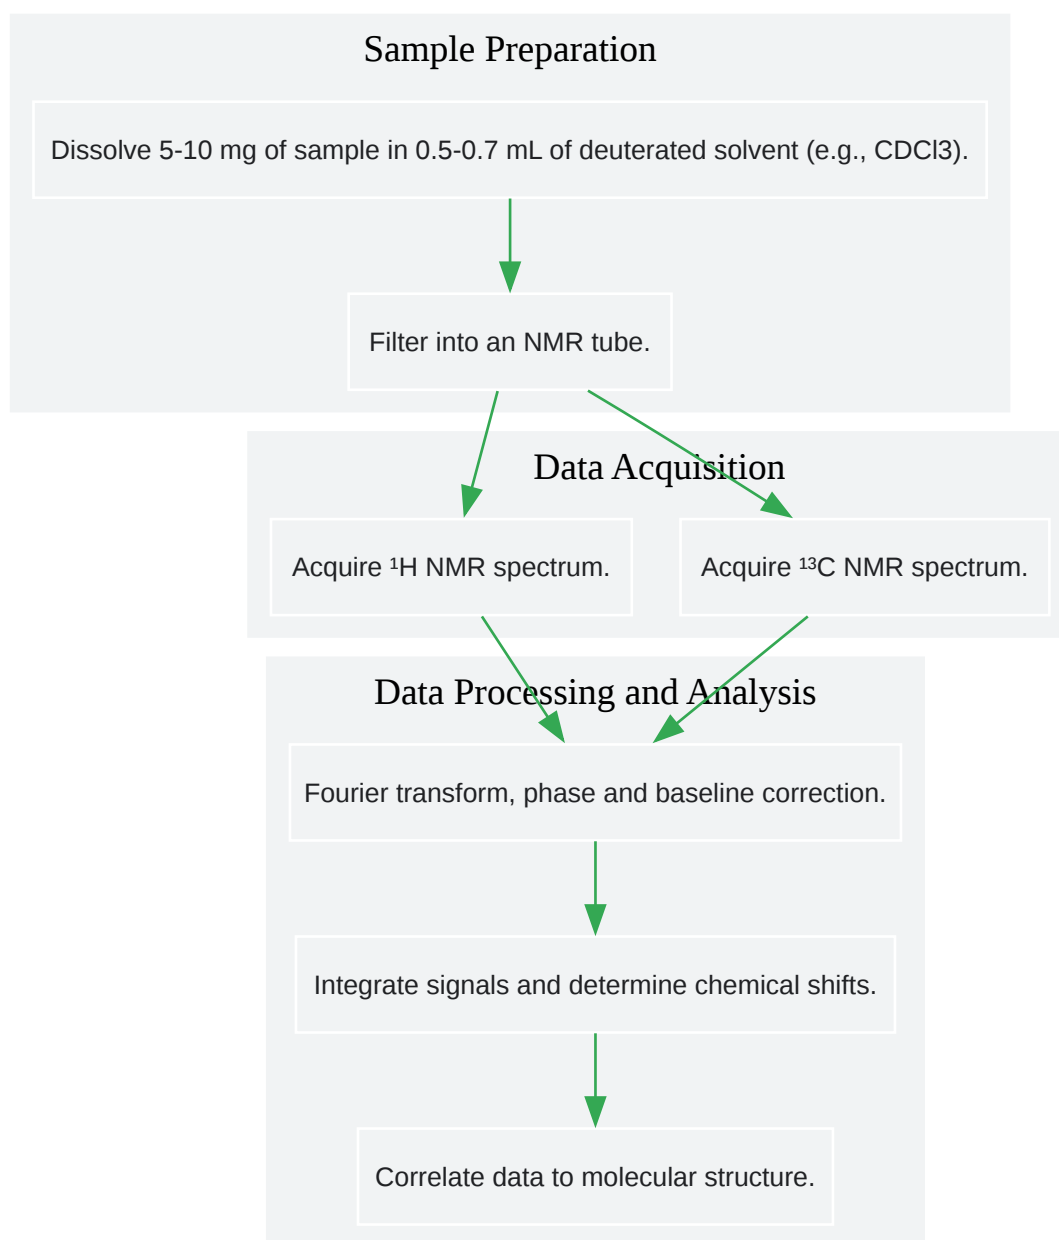 Sample Preparation
Dissolve 5-10 mg of sample in 0.5-0.7 mL of deuterated solvent (e.g., CDCl3).
Filter into an NMR tube.
Data Acquisition
Acquire ¹H NMR spectrum.
Acquire ¹³C NMR spectrum.
Data Processing and Analysis
Fourier transform, phase and baseline correction.
Integrate signals and determine chemical shifts.
Correlate data to molecular structure.